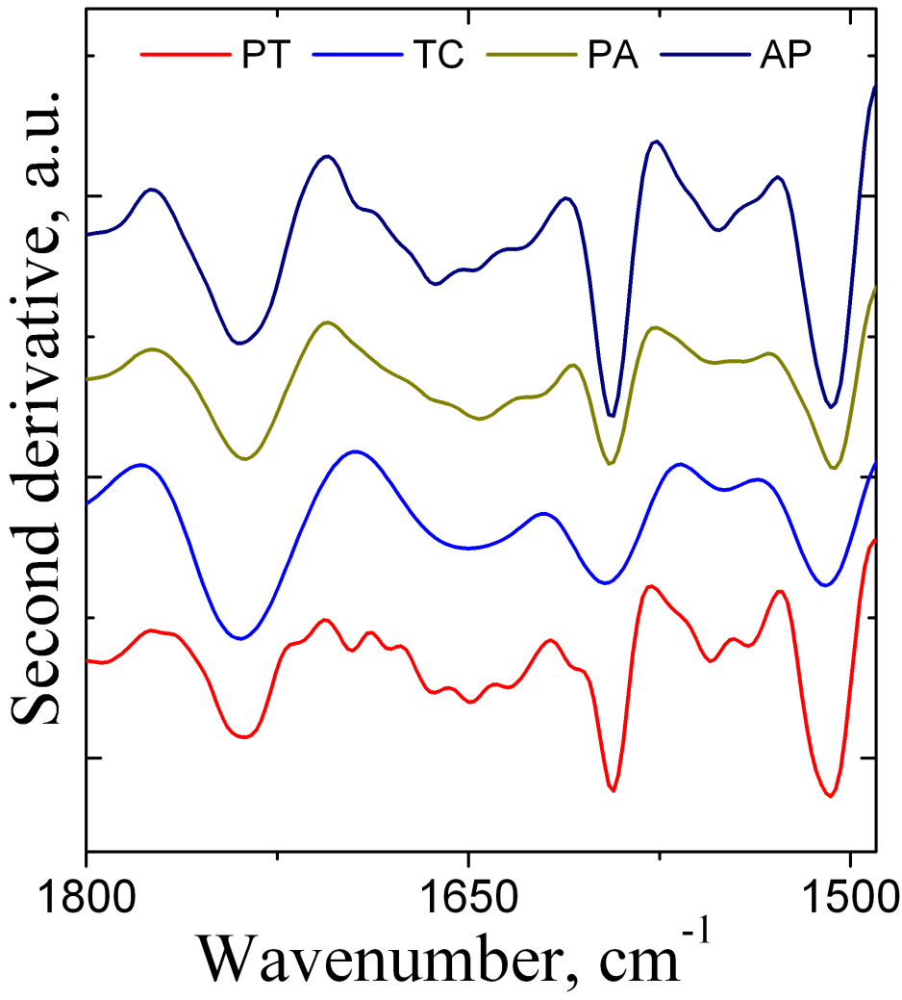 PT TC PA AP
Second derivative, a.u.
1800 1650 1500
Wavenumber, cm-1